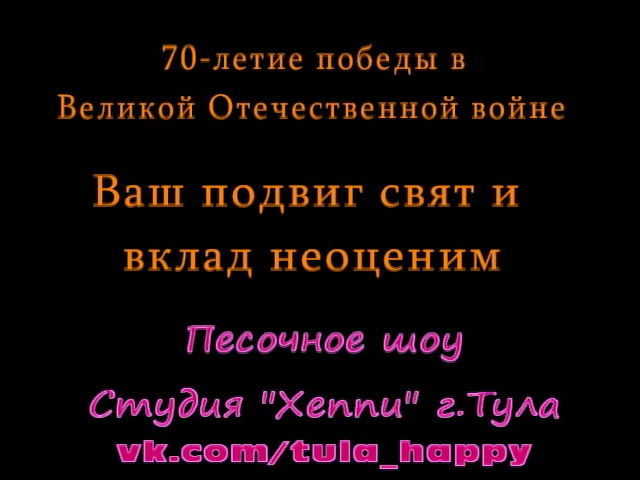 70-летие победы в
Великой Отечественной войне
Ваш подвиг свят и
вклад неоценим
Песочное шоу
Студия "Хеппи" г.Тула
vk.com/tula_happy